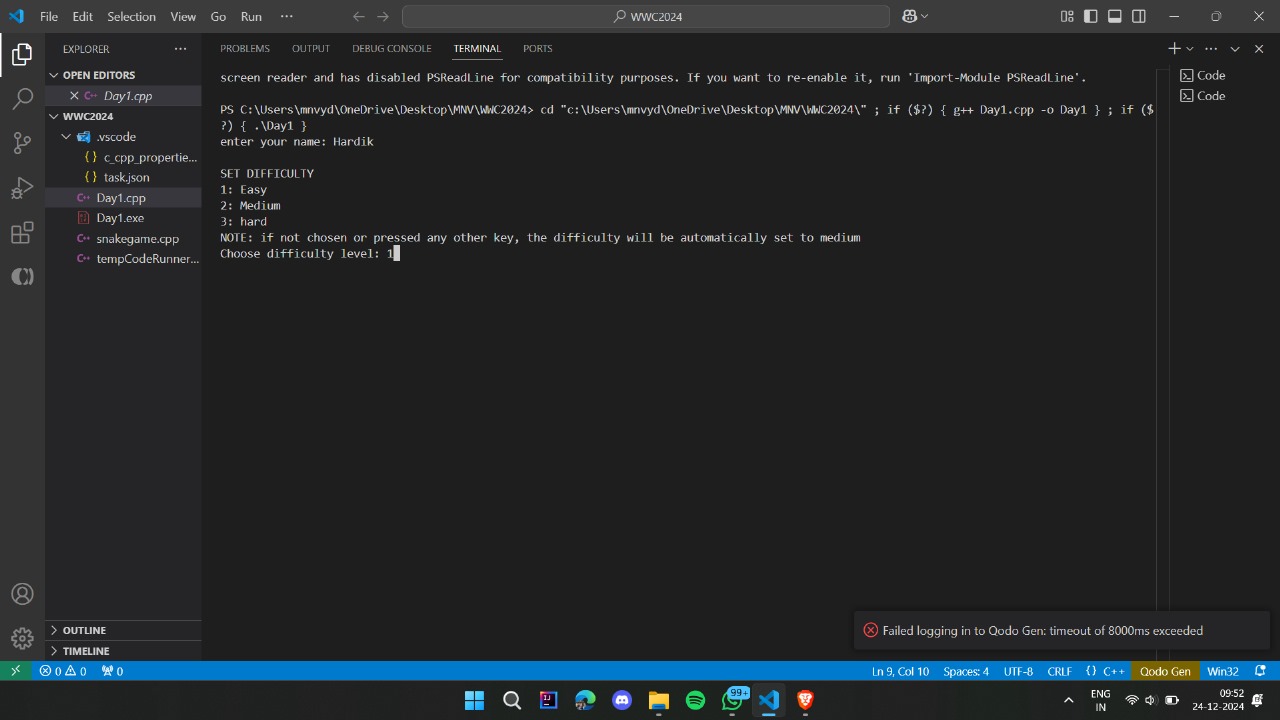 File Edit Selection View Go Run ··· WWC2024
EXPLORER ···
OPEN EDITORS
Day1.cpp
WWC2024
.vscode
{} c_cpp_propertie...
{} task.json
Day1.cpp
Day1.exe
snakegame.cpp
tempCodeRunner...
OUTLINE
TIMELINE
PROBLEMS OUTPUT DEBUG CONSOLE TERMINAL PORTS
screen reader and has disabled PSReadLine for compatibility purposes. If you want to re-enable it, run 'Import-Module PSReadLine'.
PS C:\Users\mnvyd\OneDrive\Desktop\MNV\WWC2024> cd "c:\Users\mnvyd\OneDrive\Desktop\MNV\WWC2024\" ; if ($?) { g++ Day1.cpp -o Day1 } ; if ($
?) { .\Day1 }
enter your name: Hardik
SET DIFFICULTY
1: Easy
2: Medium
3: hard
NOTE: if not chosen or pressed any other key, the difficulty will be automatically set to medium
Choose difficulty level: 1
Code
Code
Failed logging in to Qodo Gen: timeout of 8000ms exceeded
0 0 0 Ln 9, Col 10 Spaces: 4 UTF-8 CRLF {} C++ Qodo Gen Win32
99+
ENG
IN
09:52
24-12-2024